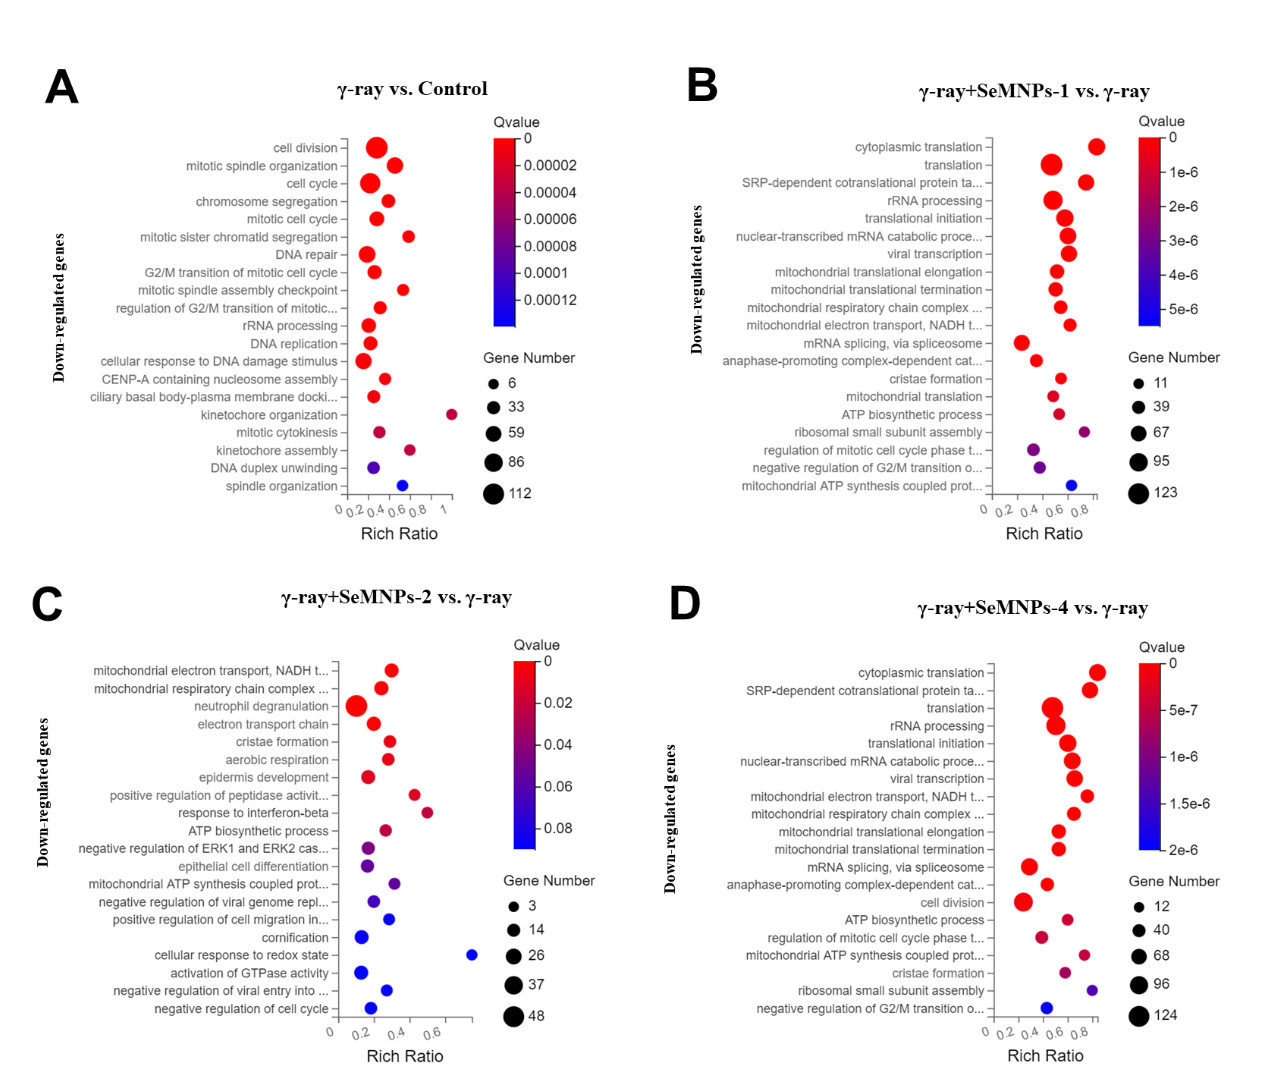 A
γ-ray vs. Control
Down-regulated genes
cell division
mitotic spindle organization
cell cycle
chromosome segregation
mitotic cell cycle
mitotic sister chromatid segregation
DNA repair
G2/M transition of mitotic cell cycle
mitotic spindle assembly checkpoint
regulation of G2/M transition of mitotic...
rRNA processing
DNA replication
cellular response to DNA damage stimulus
CENP-A containing nucleosome assembly
ciliary basal body-plasma membrane docki...
kinetochore organization
mitotic cytokinesis
kinetochore assembly
DNA duplex unwinding
spindle organization
0 0.2 0.4 0.6 0.8 1
Rich Ratio
Qvalue
0
0.00002
0.00004
0.00006
0.00008
0.0001
0.00012
Gene Number
6
33
59
86
112
B
γ-ray+SeMNPs-1 vs. γ-ray
Down-regulated genes
cytoplasmic translation
translation
SRP-dependent cotranslational protein ta...
rRNA processing
translational initiation
nuclear-transcribed mRNA catabolic proce...
viral transcription
mitochondrial translational elongation
mitochondrial translational termination
mitochondrial respiratory chain complex ...
mitochondrial electron transport, NADH t...
mRNA splicing, via spliceosome
anaphase-promoting complex-dependent cat...
cristae formation
mitochondrial translation
ATP biosynthetic process
ribosomal small subunit assembly
regulation of mitotic cell cycle phase t...
negative regulation of G2/M transition o...
mitochondrial ATP synthesis coupled prot...
0 0.2 0.4 0.6 0.8
Rich Ratio
Qvalue
0
1e-6
2e-6
3e-6
4e-6
5e-6
Gene Number
11
39
67
95
123
C
γ-ray+SeMNPs-2 vs. γ-ray
Down-regulated genes
mitochondrial electron transport, NADH t...
mitochondrial respiratory chain complex ...
neutrophil degranulation
electron transport chain
cristae formation
aerobic respiration
epidermis development
positive regulation of peptidase activit...
response to interferon-beta
ATP biosynthetic process
negative regulation of ERK1 and ERK2 cas...
epithelial cell differentiation
mitochondrial ATP synthesis coupled prot...
negative regulation of viral genome repl...
positive regulation of cell migration in...
cornification
cellular response to redox state
activation of GTPase activity
negative regulation of viral entry into ...
negative regulation of cell cycle
0 0.2 0.4 0.6
Rich Ratio
Qvalue
0
0.02
0.04
0.06
0.08
Gene Number
3
14
26
37
48
D
γ-ray+SeMNPs-4 vs. γ-ray
Down-regulated genes
cytoplasmic translation
SRP-dependent cotranslational protein ta...
translation
rRNA processing
translational initiation
nuclear-transcribed mRNA catabolic proce...
viral transcription
mitochondrial electron transport, NADH t...
mitochondrial respiratory chain complex ...
mitochondrial translational elongation
mitochondrial translational termination
mRNA splicing, via spliceosome
anaphase-promoting complex-dependent cat...
cell division
ATP biosynthetic process
regulation of mitotic cell cycle phase t...
mitochondrial ATP synthesis coupled prot...
cristae formation
ribosomal small subunit assembly
negative regulation of G2/M transition o...
0 0.2 0.4 0.6 0.8
Rich Ratio
Qvalue
0
5e-7
1e-6
1.5e-6
2e-6
Gene Number
12
40
68
96
124